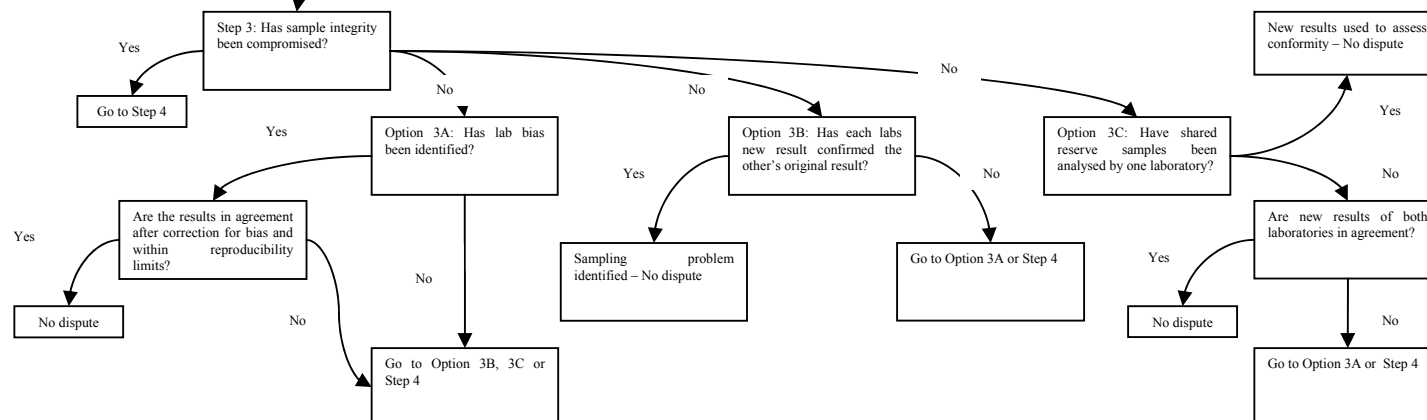 Step 3: Has sample integrity
been compromised?
Yes
Go to Step 4
No
No
No
New results used to assess
conformity – No dispute
Yes
Option 3A: Has lab bias
been identified?
Yes
Option 3B: Has each labs
new result confirmed the
other's original result?
Yes
No
Option 3C: Have shared
reserve samples been
analysed by one laboratory?
No
Are the results in agreement
after correction for bias and
within reproducibility
limits?
Yes
No dispute
No
No
Go to Option 3B, 3C or
Step 4
Sampling problem
identified – No dispute
Go to Option 3A or Step 4
Are new results of both
laboratories in agreement?
Yes
No dispute
No
Go to Option 3A or Step 4